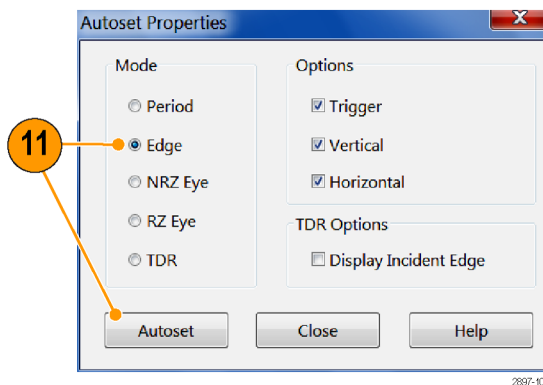 Autoset Properties
X
Mode
Period
Edge
NRZ Eye
RZ Eye
TDR
Options
Trigger
Vertical
Horizontal
TDR Options
Display Incident Edge
11
Autoset
Close
Help